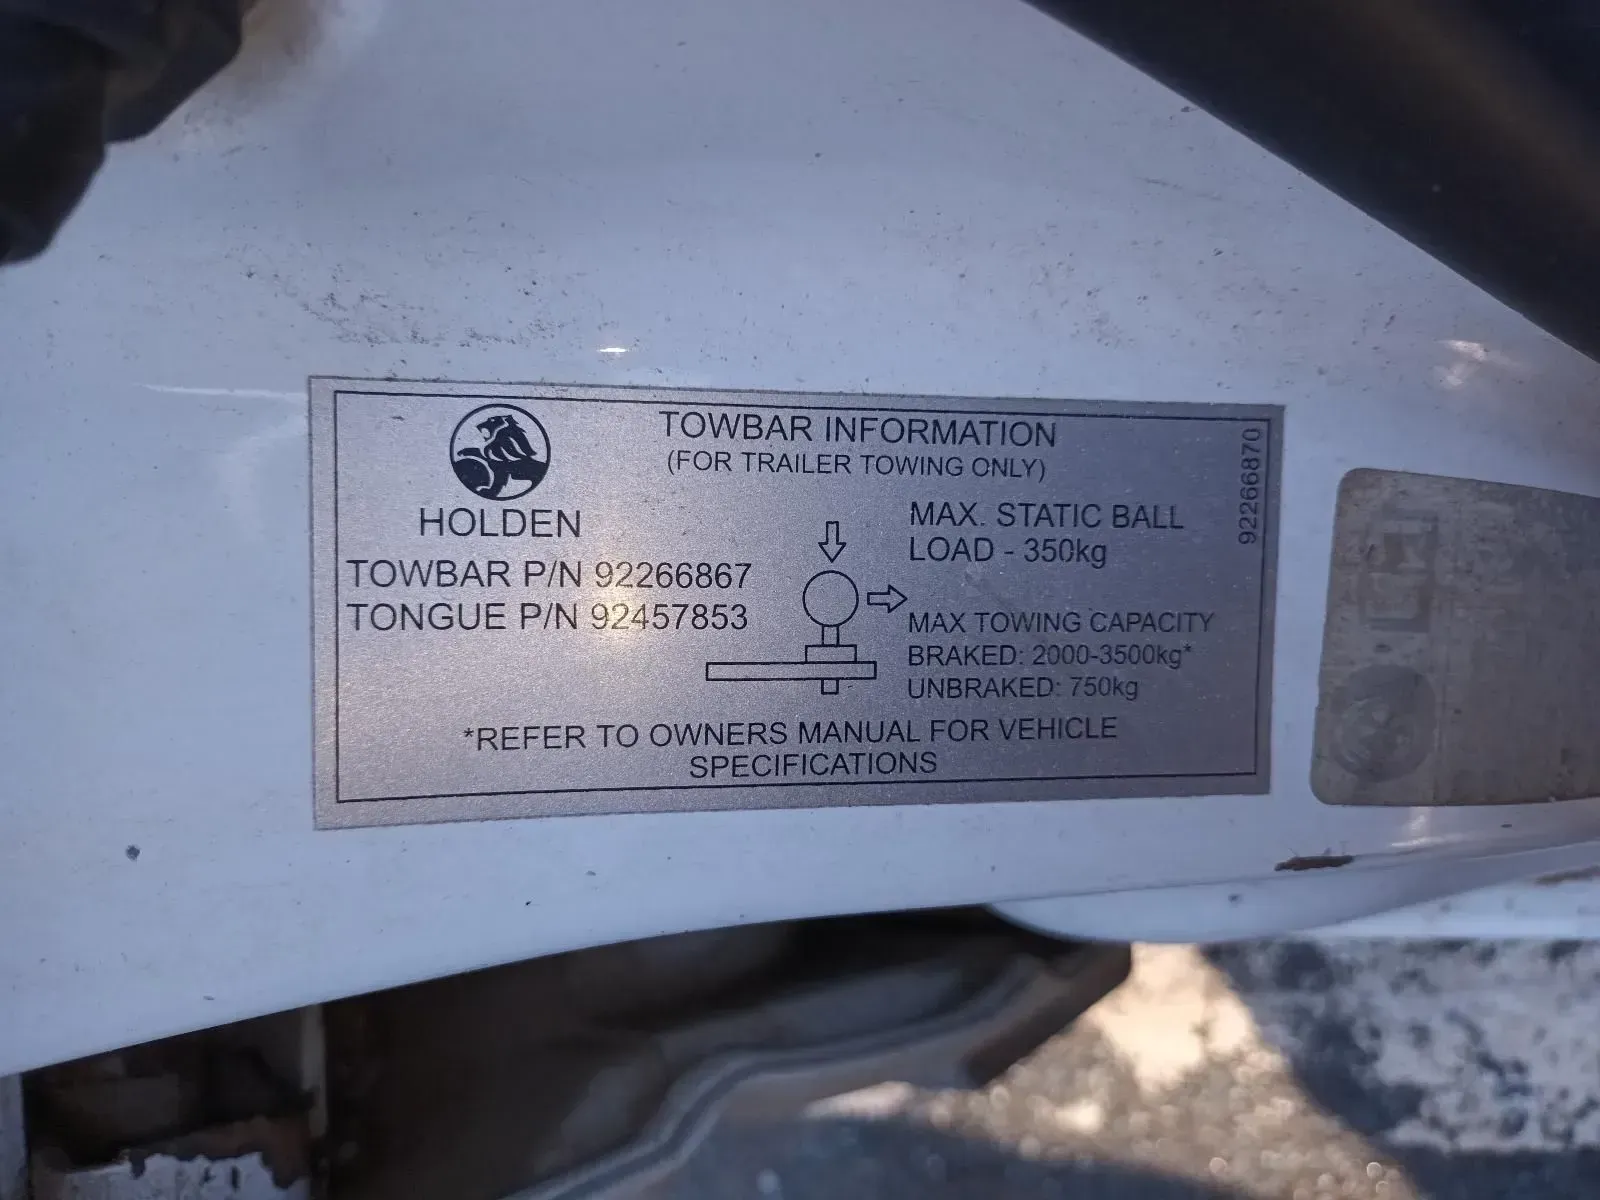 TOWBAR INFORMATION
(FOR TRAILER TOWING ONLY)
HOLDEN
TOWBAR P/N 92266867
TONGUE P/N 92457853
MAX. STATIC BALL
LOAD - 350kg
MAX TOWING CAPACITY
BRAKED: 2000-3500kg*
UNBRAKED: 750kg
*REFER TO OWNERS MANUAL FOR VEHICLE
SPECIFICATIONS
92266870